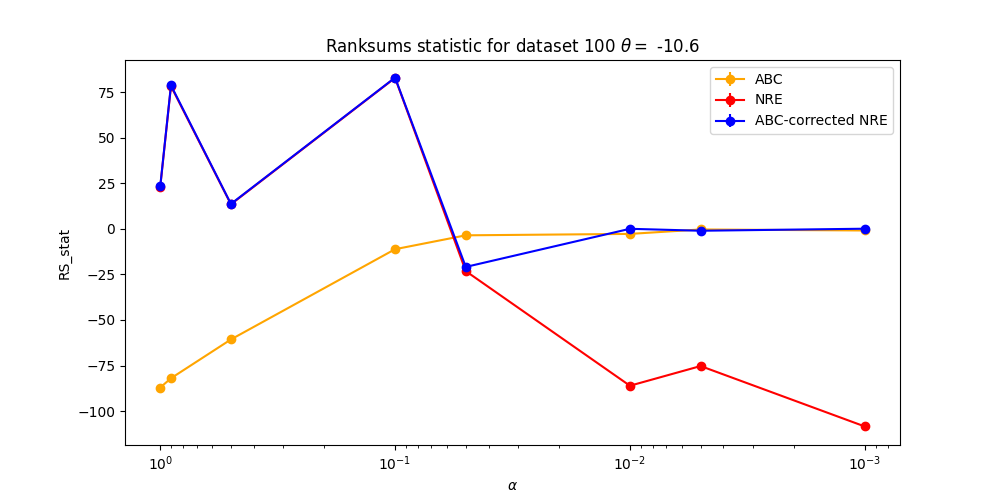 Ranksums statistic for dataset 100 θ = -10.6
ABC
NRE
ABC-corrected NRE
RS_stat
75
50
25
0
−25
−50
−75
−100
10⁰
10⁻¹
10⁻²
10⁻³
α